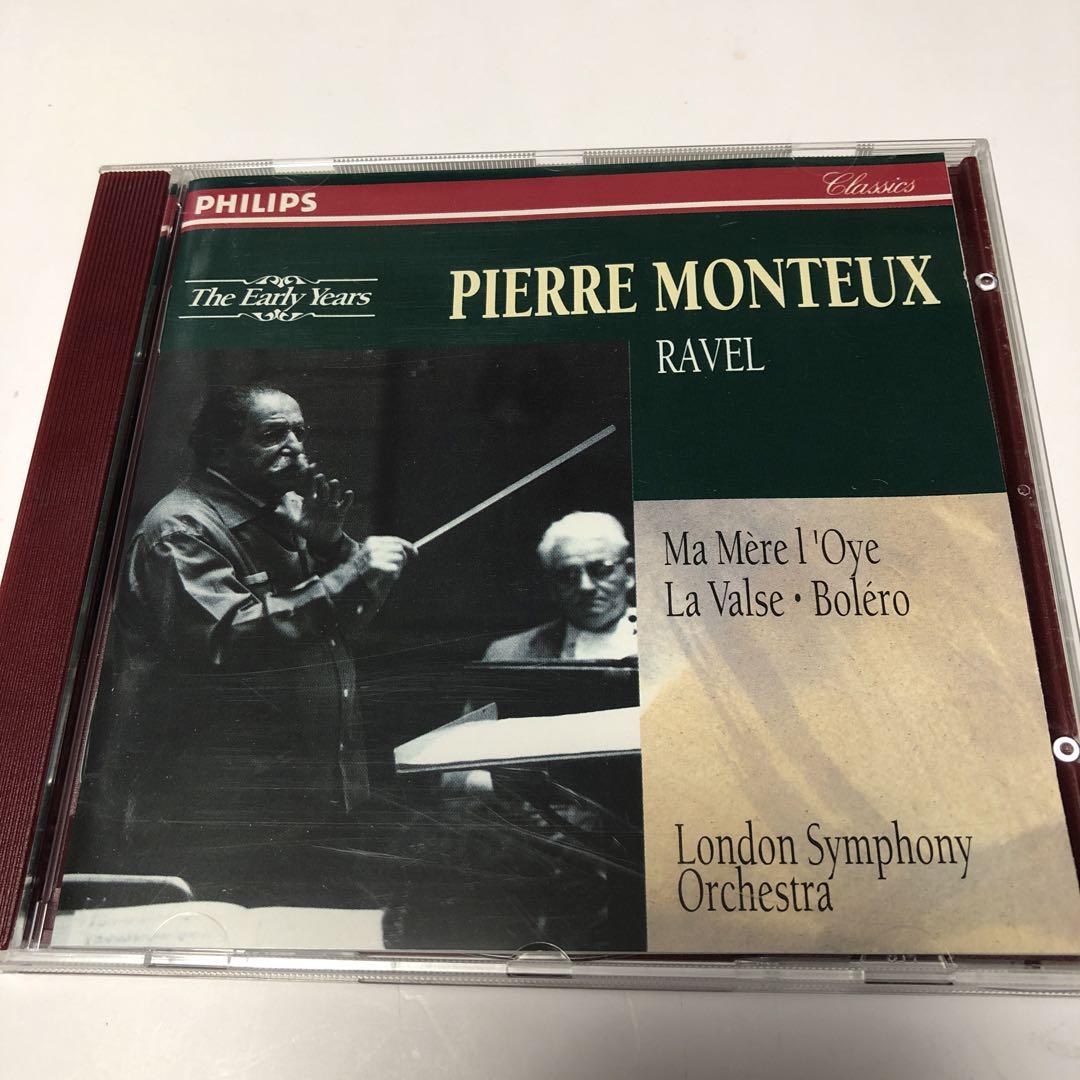 PHILIPS
Classics
The Early Years
PIERRE MONTEUX
RAVEL
Ma Mère l'Oye
La Valse • Boléro
London Symphony
Orchestra